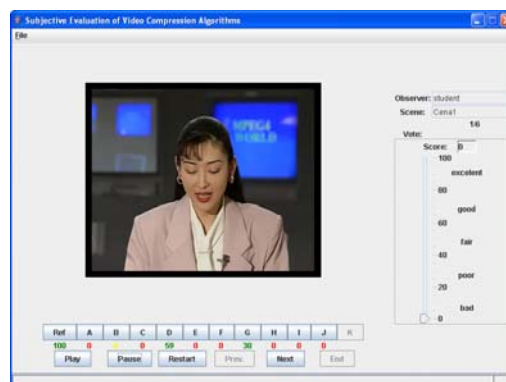 Subjective Evaluation of Video Compression Algorithms
File
MPEG4
WORLD
Observer: student
Scene: Cena1
1/6
Vote:
Score: 0
100
excelent
80
good
60
fair
40
poor
20
bad
0
Ref A B C D E F G H I J K
100 0 0 59 0 0 30 0 0 0
Play Pause Restart Prev. Next End